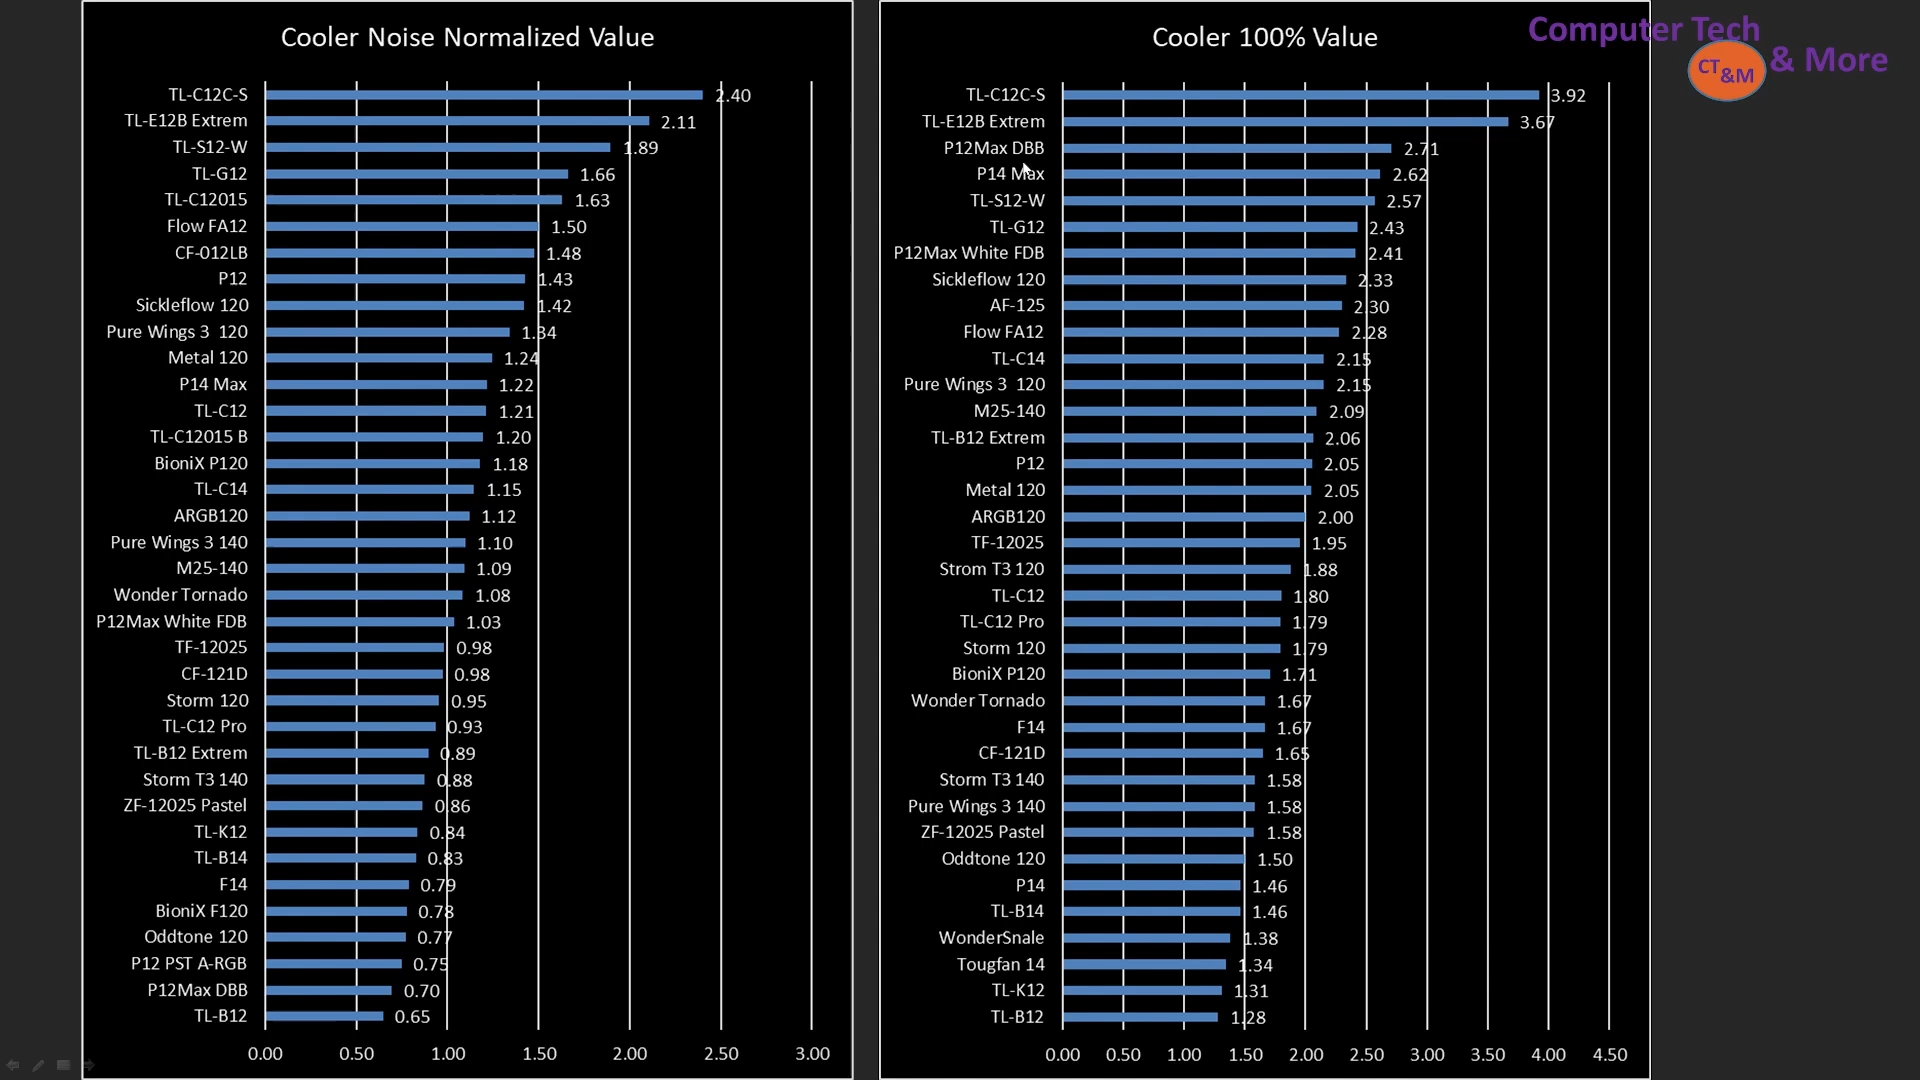 Cooler Noise Normalized Value
TL-C12C-S 2.40
TL-E12B Extrem 2.11
TL-S12-W 1.89
TL-G12 1.66
TL-C12015 1.63
Flow FA12 1.50
CF-012LB 1.48
P12 1.43
Sickleflow 120 1.42
Pure Wings 3  120 1.34
Metal 120 1.24
P14 Max 1.22
TL-C12 1.21
TL-C12015 B 1.20
BioniX P120 1.18
TL-C14 1.15
ARGB120 1.12
Pure Wings 3 140 1.10
M25-140 1.09
Wonder Tornado 1.08
P12Max White FDB 1.03
TF-12025 0.98
CF-121D 0.98
Storm 120 0.95
TL-C12 Pro 0.93
TL-B12 Extrem 0.89
Storm T3 140 0.88
ZF-12025 Pastel 0.86
TL-K12 0.84
TL-B14 0.83
F14 0.79
BioniX F120 0.78
Oddtone 120 0.77
P12 PST A-RGB 0.75
P12Max DBB 0.70
TL-B12 0.65
0.00 0.50 1.00 1.50 2.00 2.50 3.00
Cooler 100% Value
TL-C12C-S 3.92
TL-E12B Extrem 3.67
P12Max DBB 2.71
P14 Max 2.62
TL-S12-W 2.57
TL-G12 2.43
P12Max White FDB 2.41
Sickleflow 120 2.33
AF-125 2.30
Flow FA12 2.28
TL-C14 2.15
Pure Wings 3  120 2.15
M25-140 2.09
TL-B12 Extrem 2.06
P12 2.05
Metal 120 2.05
ARGB120 2.00
TF-12025 1.95
Strom T3 120 1.88
TL-C12 1.80
TL-C12 Pro 1.79
Storm 120 1.79
BioniX P120 1.71
Wonder Tornado 1.67
F14 1.67
CF-121D 1.65
Storm T3 140 1.58
Pure Wings 3 140 1.58
ZF-12025 Pastel 1.58
Oddtone 120 1.50
P14 1.46
TL-B14 1.46
WonderSnale 1.38
Tougfan 14 1.34
TL-K12 1.31
TL-B12 1.28
0.00 0.50 1.00 1.50 2.00 2.50 3.00 3.50 4.00 4.50
Computer Tech
& More
CT
&M